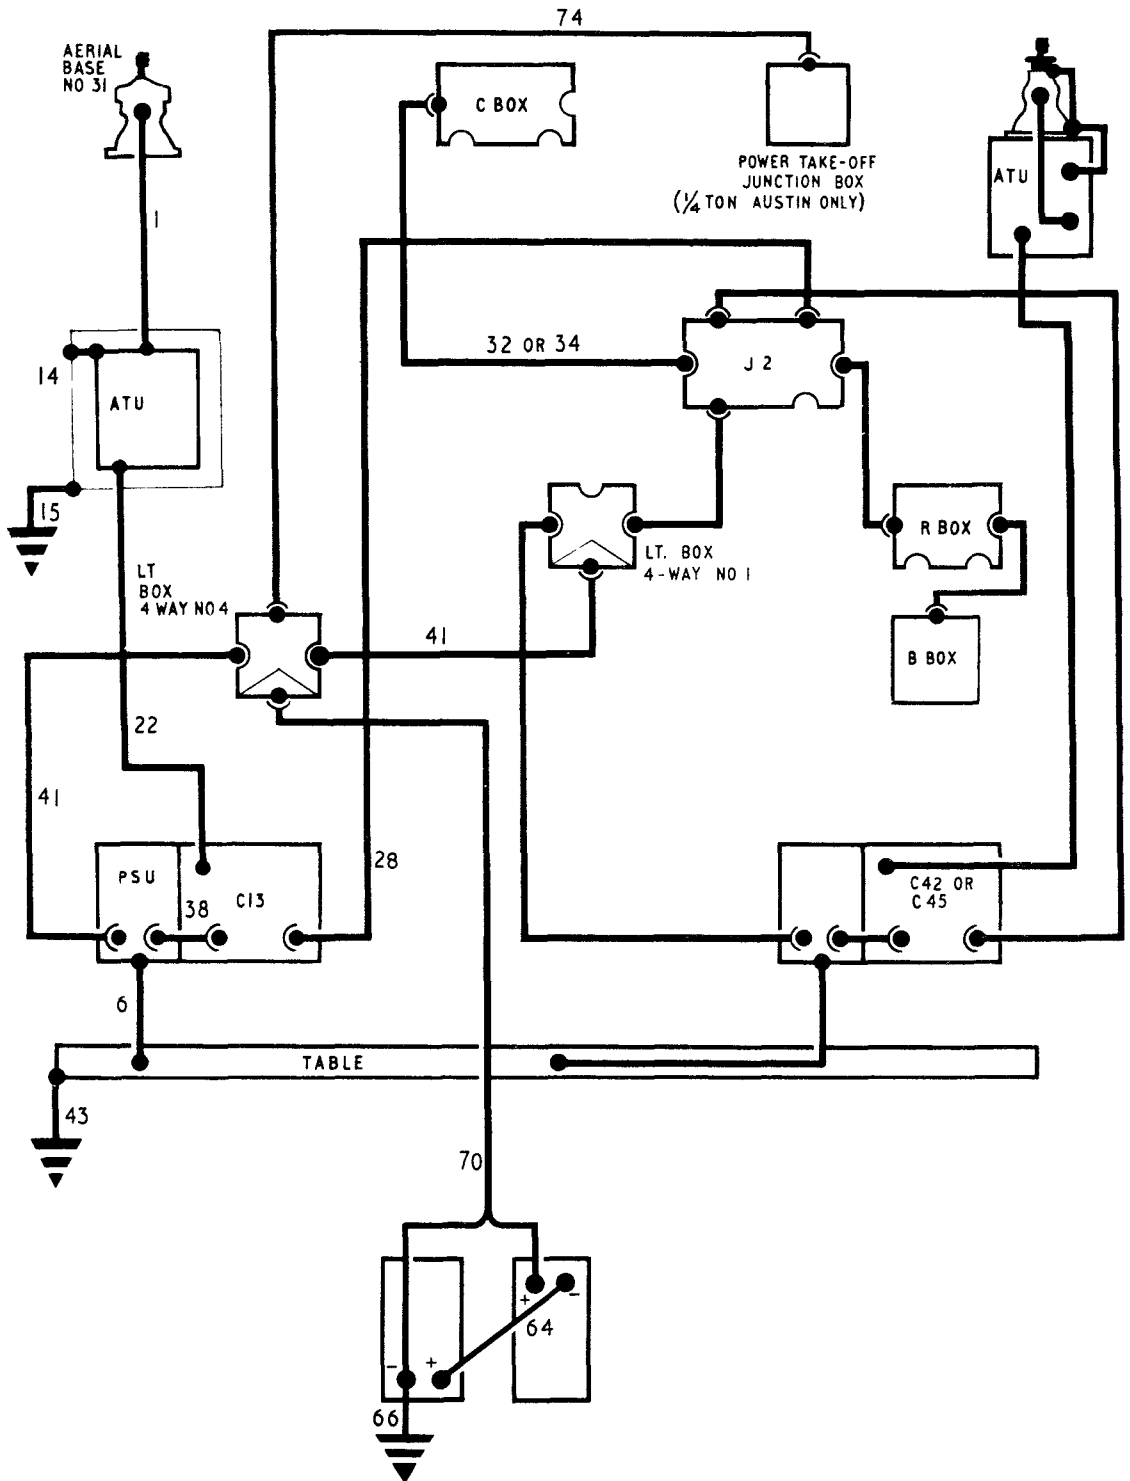 74
AERIAL
BASE
NO 31
C BOX
POWER TAKE-OFF
JUNCTION BOX
(¼ TON AUSTIN ONLY)
ATU
1
32 OR 34
J 2
14
ATU
15
LT
BOX
4 WAY NO 4
LT. BOX
4-WAY NO 1
R BOX
B BOX
41
22
41
28
PSU
38
C13
C42 OR
C45
6
TABLE
43
70
+
-
64
-
+
66